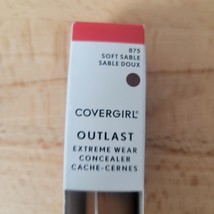 875
SOFT SABLE
SABLE DOUX
COVERGIRL®
OUTLAST
EXTREME WEAR
CONCEALER
CACHE-CERNES